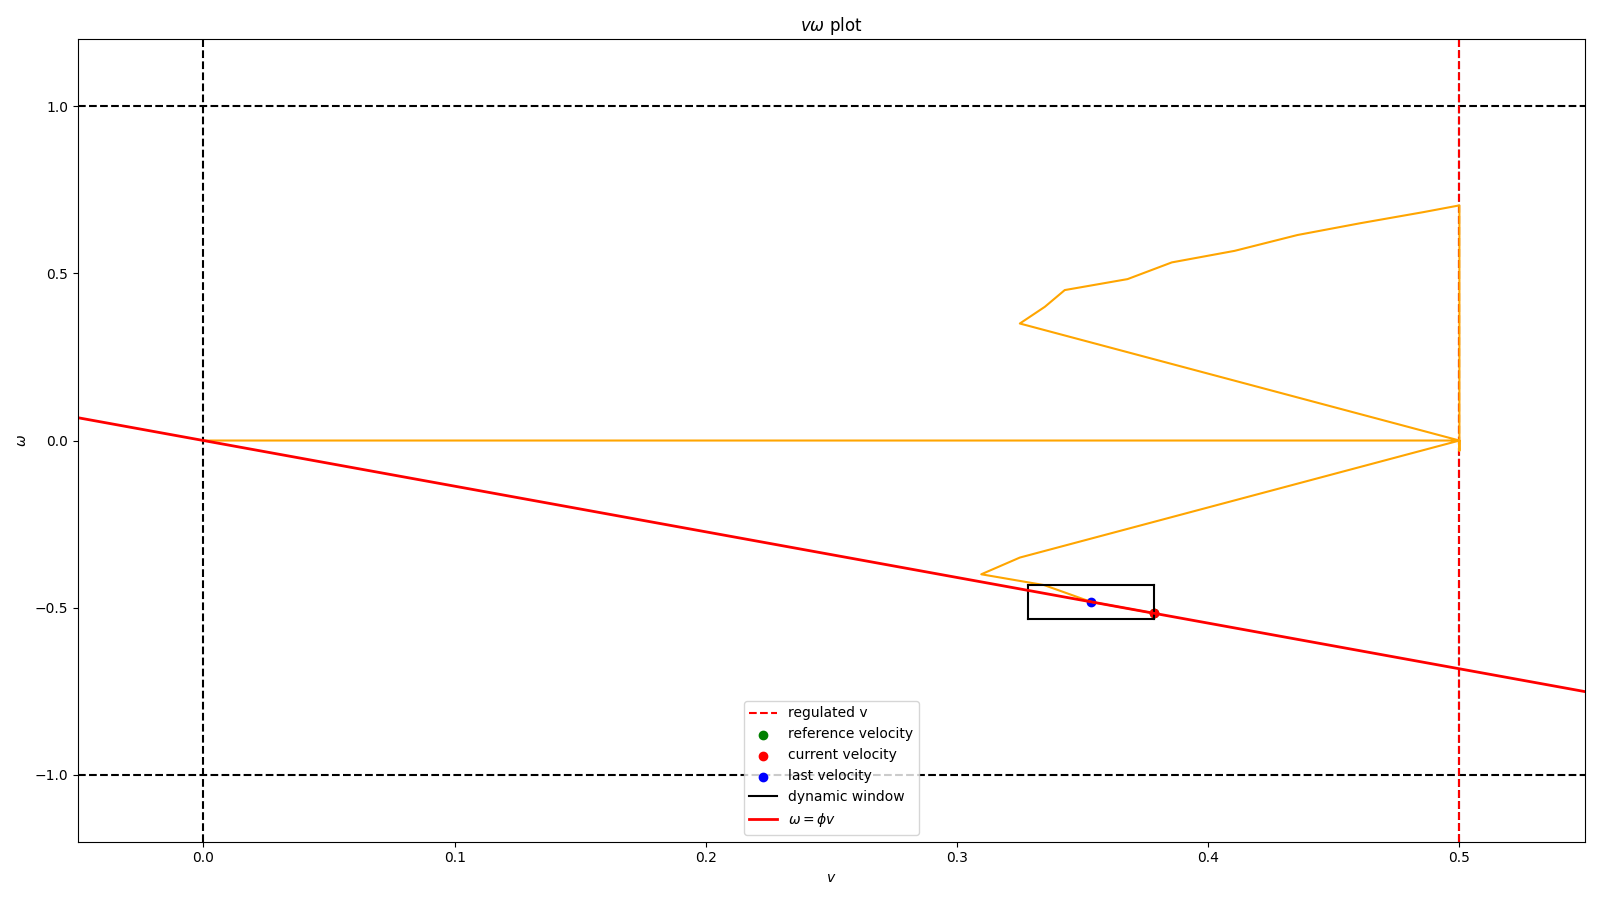 vω plot
1.0
0.5
0.0
−0.5
−1.0
ω
0.0 0.1 0.2 0.3 0.4 0.5
v
regulated v
reference velocity
current velocity
last velocity
dynamic window
ω = ϕv